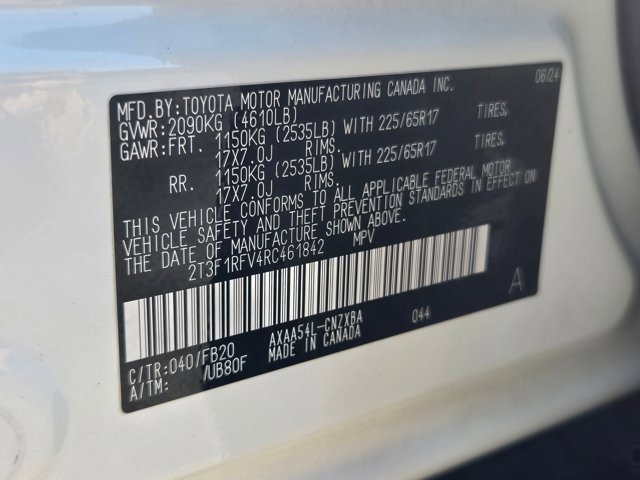 MFD.BY:TOYOTA MOTOR MANUFACTURING CANADA INC. 06/24
GVWR:2090KG (4610LB)
GAWR:FRT. 1150KG (2535LB) WITH 225/65R17 TIRES.
17X7.0J RIMS.
RR. 1150KG (2535LB) WITH 225/65R17 TIRES.
17X7.0J RIMS.
THIS VEHICLE CONFORMS TO ALL APPLICABLE FEDERAL MOTOR
VEHICLE SAFETY AND THEFT PREVENTION STANDARDS IN EFFECT ON
THE DATE OF MANUFACTURE SHOWN ABOVE.
2T3F1RFV4RC461842 MPV
A
C/TR:040/FB20 AXAA54L-CNZXBA 044
A/TM: /UB80F MADE IN CANADA